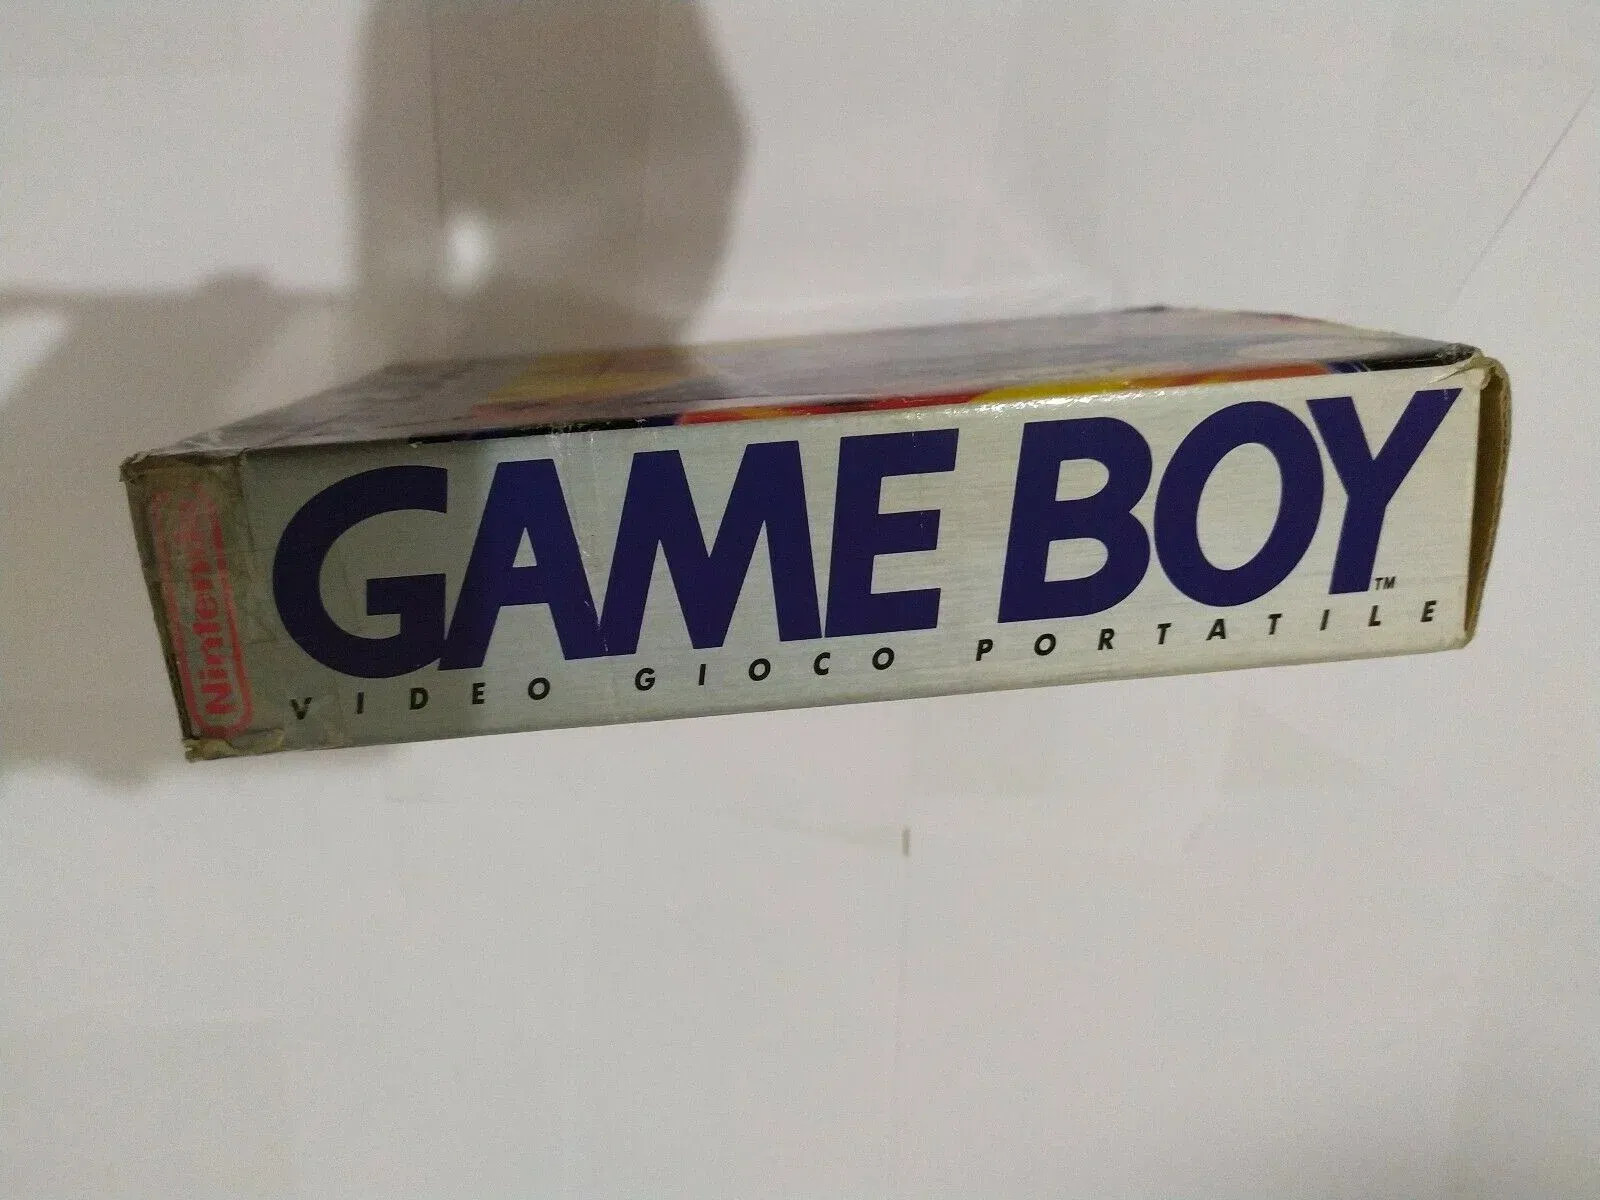 Nintendo
GAME BOY™
VIDEO GIOCO PORTATILE